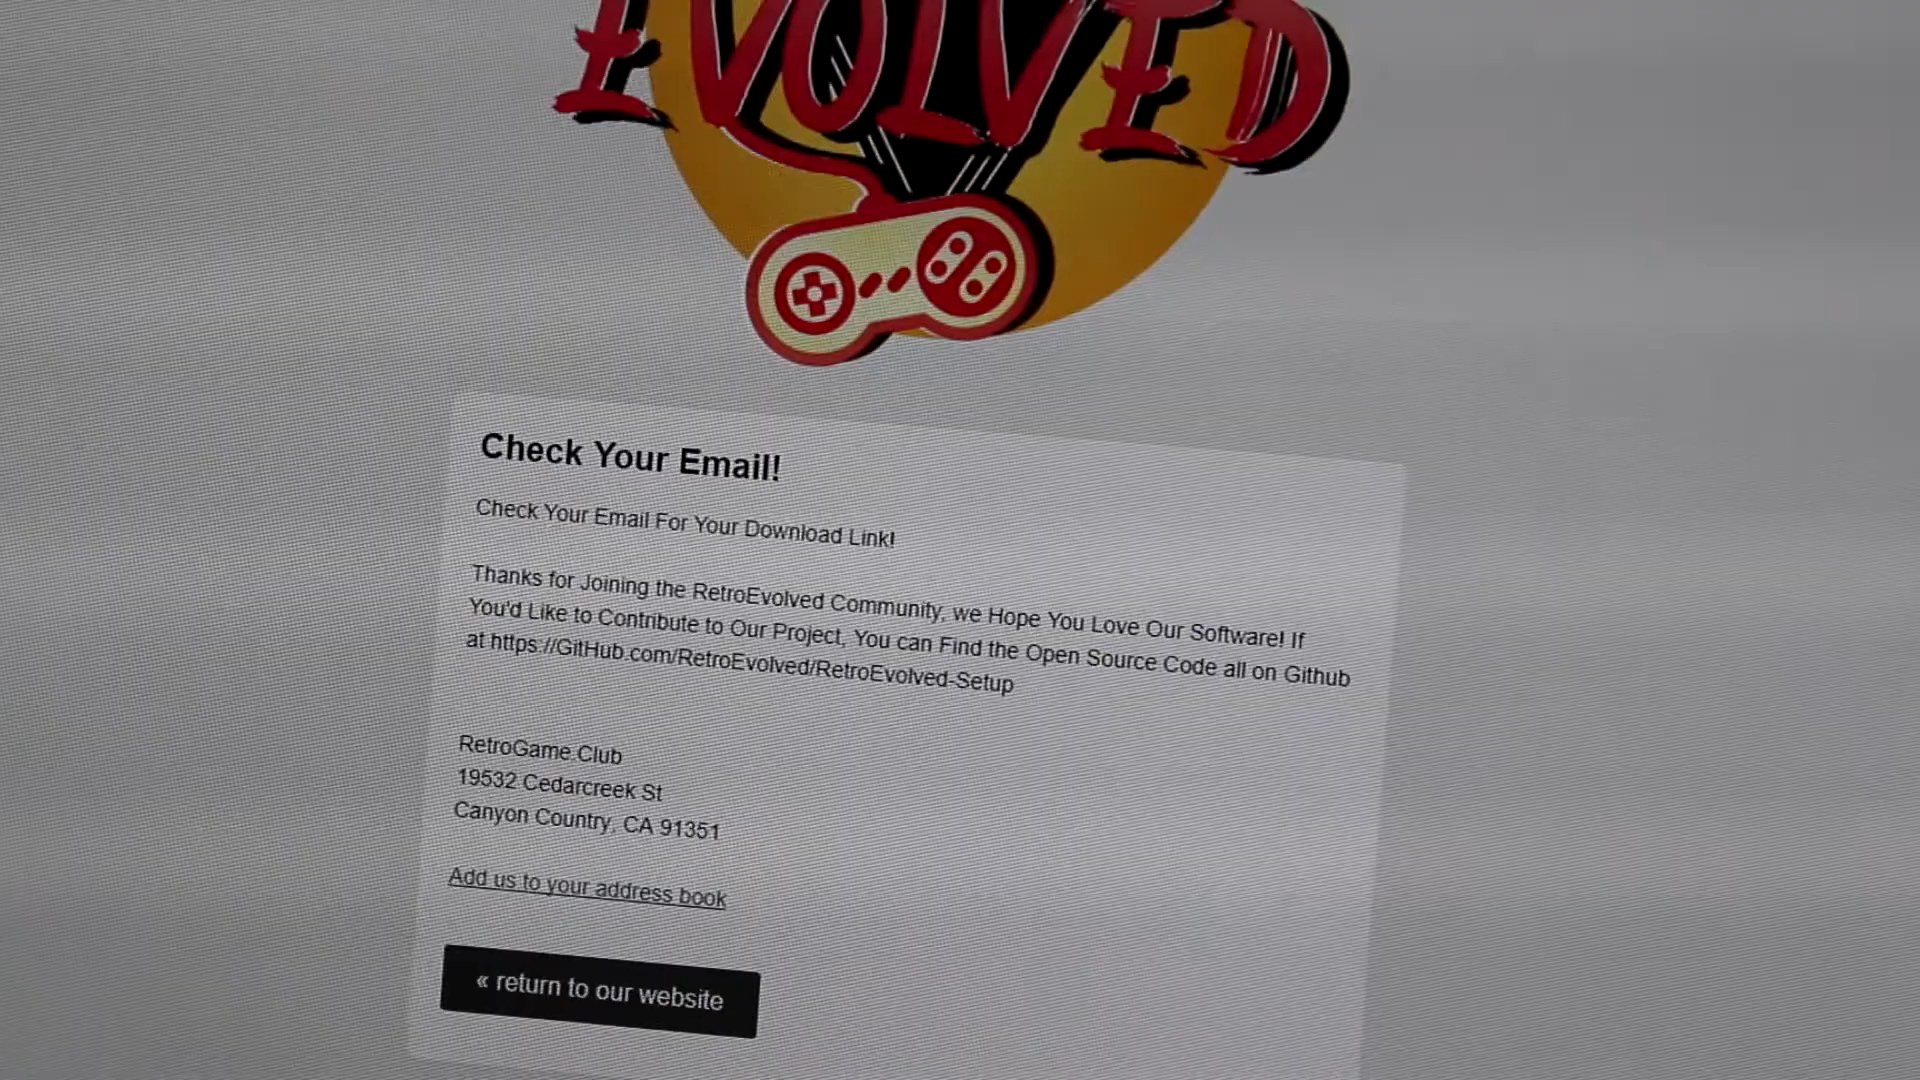 EVOLVED
Check Your Email!
Check Your Email For Your Download Link!
Thanks for Joining the RetroEvolved Community, we Hope You Love Our Software! If
You'd Like to Contribute to Our Project, You can Find the Open Source Code all on Github
at https://GitHub.com/RetroEvolved/RetroEvolved-Setup
RetroGame.Club
19532 Cedarcreek St
Canyon Country, CA 91351
Add us to your address book
« return to our website